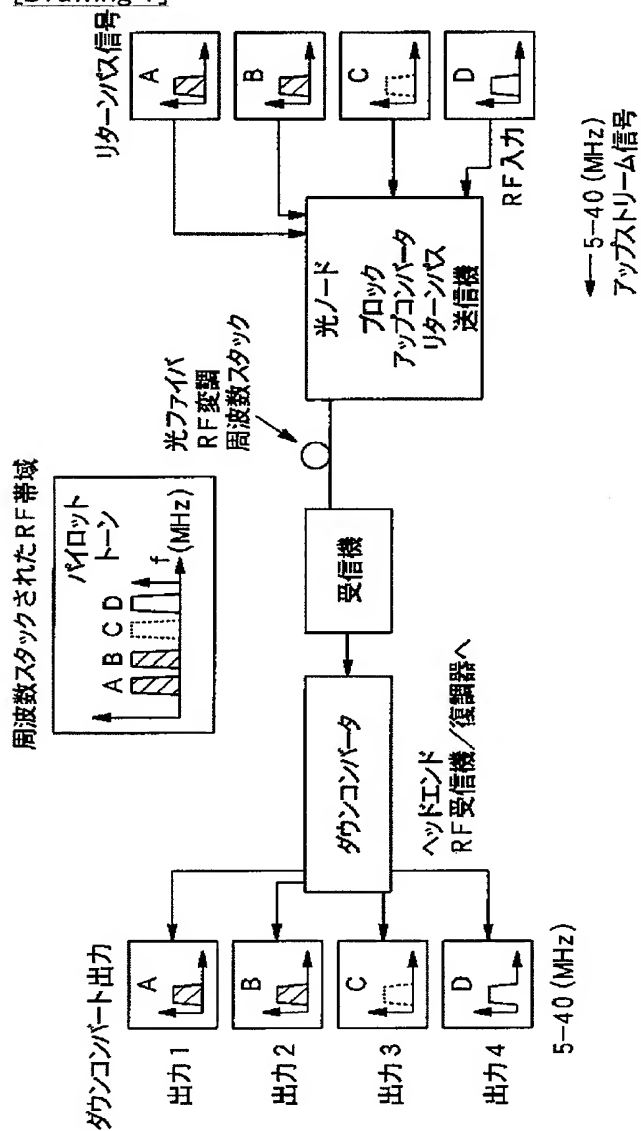 [Drawing 1]
周波数スタックされたRF帯域
パイロット
トーン
A B C D
f
(MHz)
リターンパス信号
A
B
C
D
RF入力
光ノード
ブロック
アップコンバータ
リターンパス
送信機
←5-40(MHz)
アップストリーム信号
光ファイバ
RF変調
周波数スタック
受信機
ダウンコンバータ
ヘッドエンド
RF受信機/復調器へ
ダウンコンバート出力
A
B
C
D
出力1
出力2
出力3
出力4
5-40(MHz)